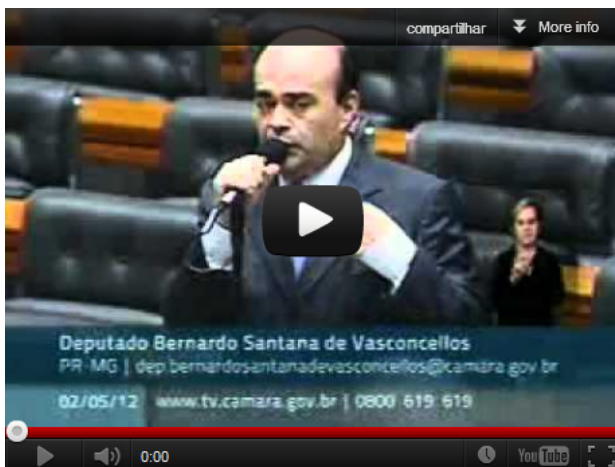 compartilhar More info
Deputado Bernardo Santana de Vasconcellos
PR-MG | dep.bernardosantanadevasconcellos@camara.gov.br
02/05/12 www.tv.camara.gov.br | 0800 619 619
0:00 YouTube